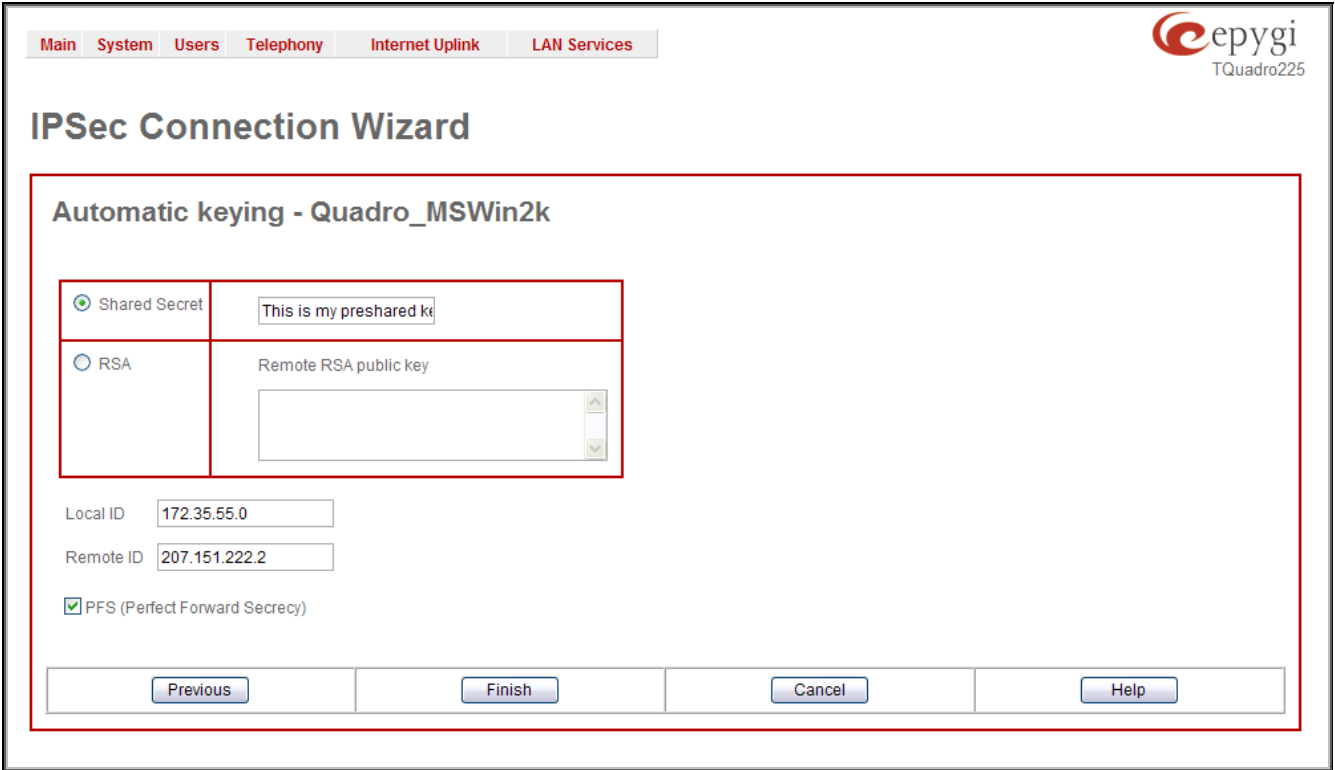 Main System Users Telephony Internet Uplink LAN Services
epygi
TQuadro225
IPSec Connection Wizard
Automatic keying - Quadro_MSWin2k
Shared Secret This is my preshared
RSA Remote RSA public key
Local ID 172.35.55.0
Remote ID 207.151.222.2
PFS (Perfect Forward Secrecy)
Previous Finish Cancel Help